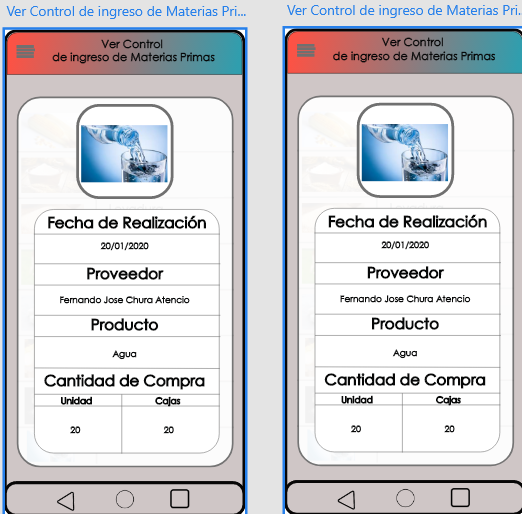 Ver Control de ingreso de Materias Pri...
Ver Control
de ingreso de Materias Primas
Fecha de Realización
20/01/2020
Proveedor
Fernando Jose Chura Atencio
Producto
Agua
Cantidad de Compra
Unidad Cajas
20 20
Ver Control de ingreso de Materias Pri...
Ver Control
de ingreso de Materias Primas
Fecha de Realización
20/01/2020
Proveedor
Fernando Jose Chura Atencio
Producto
Agua
Cantidad de Compra
Unidad Cajas
20 20